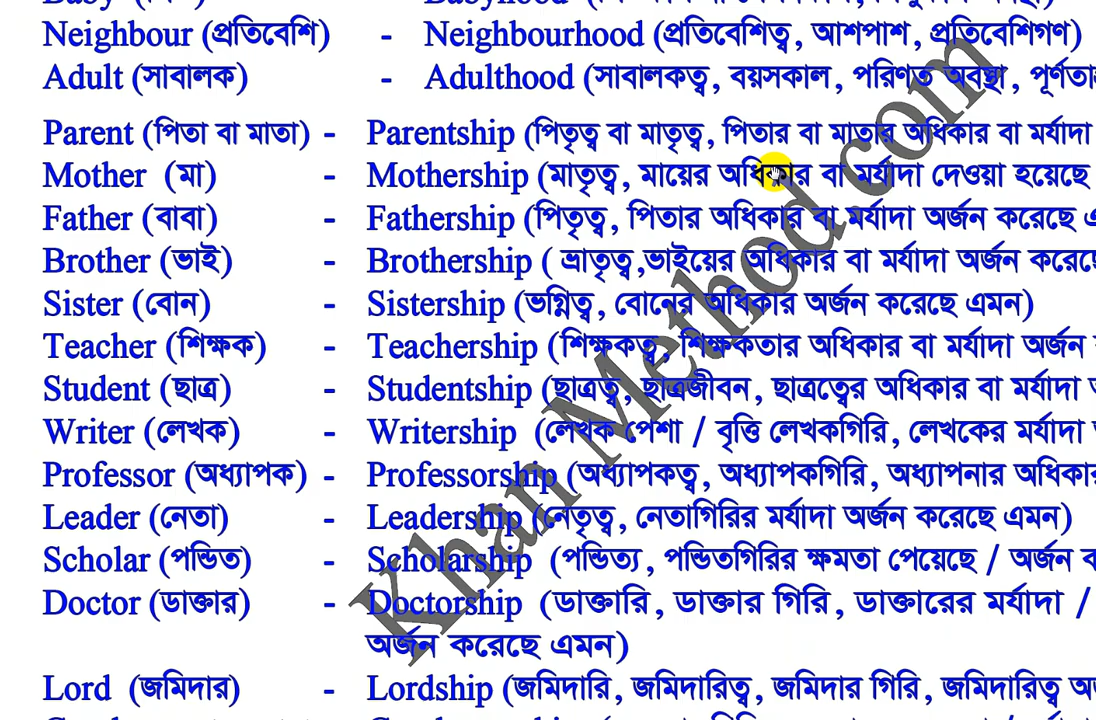 Neighbour (প্রতিবেশি) - Neighbourhood (প্রতিবেশিত্ব, আশপাশ, প্রতিবেশিগণ)
Adult (সাবালক) - Adulthood (সাবালকত্ব, বয়সকাল, পরিণত অবস্থা, পূর্ণতা
Parent (পিতা বা মাতা) - Parentship (পিতৃত্ব বা মাতৃত্ব, পিতার বা মাতার অধিকার বা মর্যাদা
Mother (মা) - Mothership (মাতৃত্ব, মায়ের অধিকার বা মর্যাদা দেওয়া হয়েছে
Father (বাবা) - Fathership (পিতৃত্ব, পিতার অধিকার বা মর্যাদা অর্জন করেছে
Brother (ভাই) - Brothership ( ভ্রাতৃত্ব,ভাইয়ের অধিকার বা মর্যাদা অর্জন করেছে
Sister (বোন) - Sistership (ভগ্নিত্ব, বোনের অধিকার অর্জন করেছে এমন)
Teacher (শিক্ষক) - Teachership (শিক্ষকত্ব, শিক্ষকতার অধিকার বা মর্যাদা অর্জন
Student (ছাত্র) - Studentship (ছাত্রত্ব, ছাত্রজীবন, ছাত্রত্বের অধিকার বা মর্যাদা
Writer (লেখক) - Writership (লেখক পেশা / বৃত্তি লেখকগিরি, লেখকের মর্যাদা
Professor (অধ্যাপক) - Professorship (অধ্যাপকত্ব, অধ্যাপকগিরি, অধ্যাপনার অধিকার
Leader (নেতা) - Leadership (নেতৃত্ব, নেতাগিরির মর্যাদা অর্জন করেছে এমন)
Scholar (পন্ডিত) - Scholarship (পন্ডিত্য, পন্ডিতগিরির ক্ষমতা পেয়েছে / অর্জন
Doctor (ডাক্তার) - Doctorship (ডাক্তারি, ডাক্তার গিরি, ডাক্তারের মর্যাদা /
অর্জন করেছে এমন)
Lord (জমিদার) - Lordship (জমিদারি, জমিদারিত্ব, জমিদার গিরি, জমিদারিত্ব
Khan Method.com